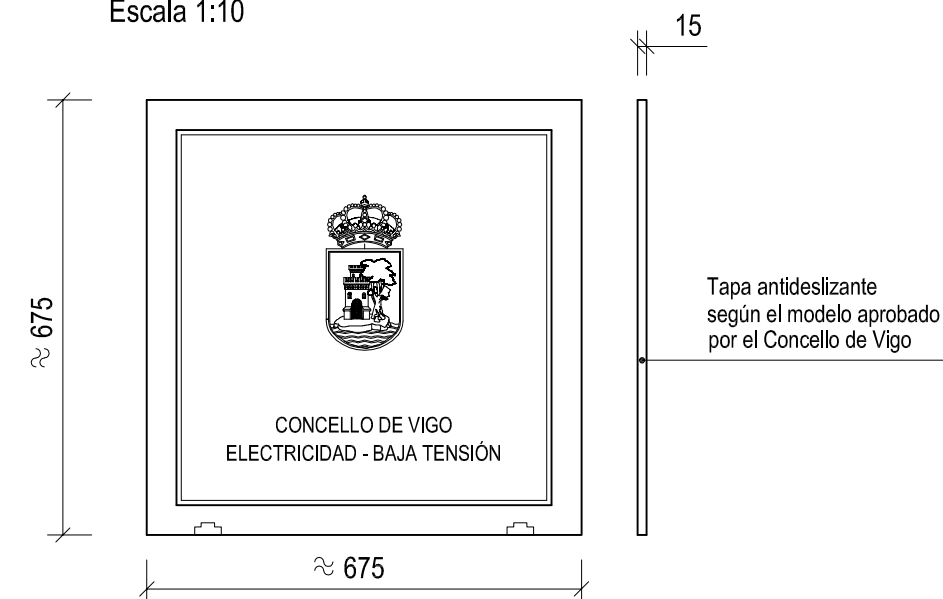 Escala 1:10
15
≈ 675
Tapa antideslizante
según el modelo aprobado
por el Concello de Vigo
CONCELLO DE VIGO
ELECTRICIDAD - BAJA TENSIÓN
≈ 675